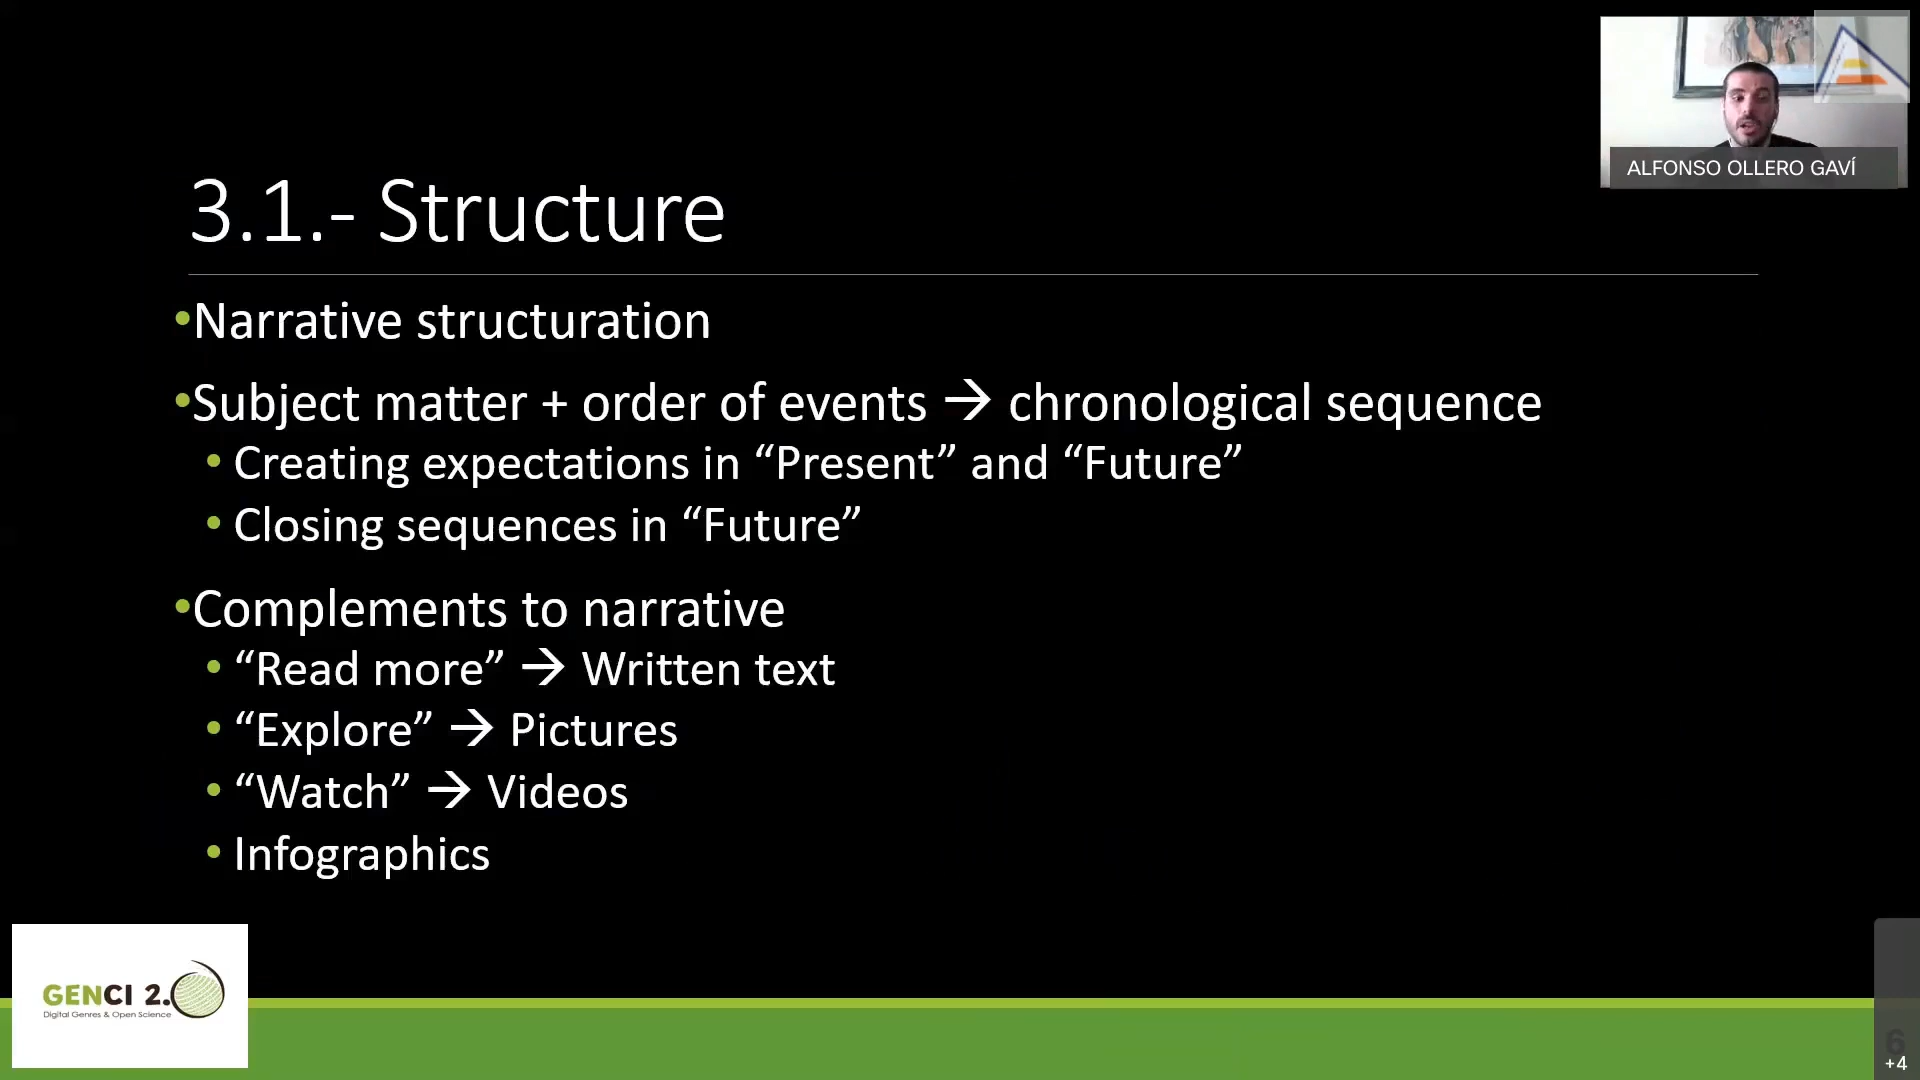 ALFONSO OLLERO GAVÍ
3.1.- Structure
•Narrative structuration
•Subject matter + order of events → chronological sequence
• Creating expectations in “Present” and “Future”
• Closing sequences in “Future”
•Complements to narrative
• “Read more” → Written text
• “Explore” → Pictures
• “Watch” → Videos
• Infographics
GENCI 2.0
Digital Genres & Open Science
6
+4